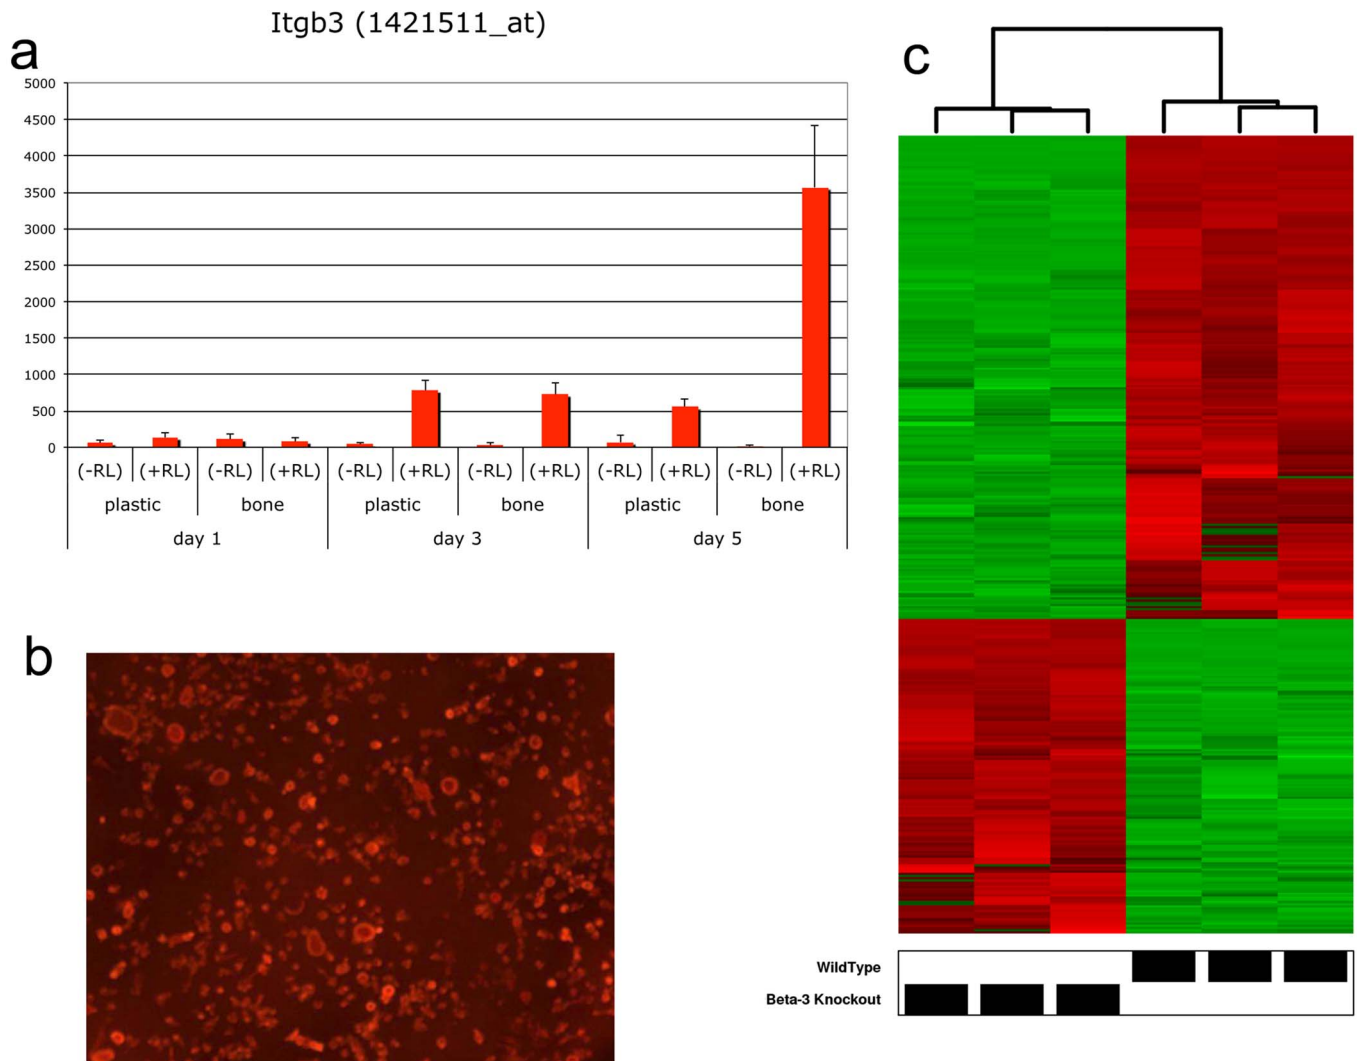 Itgb3 (1421511_at)
a
5000
4500
4000
3500
3000
2500
2000
1500
1000
500
0
(-RL) (+RL) (-RL) (+RL) (-RL) (+RL) (-RL) (+RL) (-RL) (+RL) (-RL) (+RL)
plastic bone plastic bone plastic bone
day 1 day 3 day 5
b
c
WildType
Beta-3 Knockout